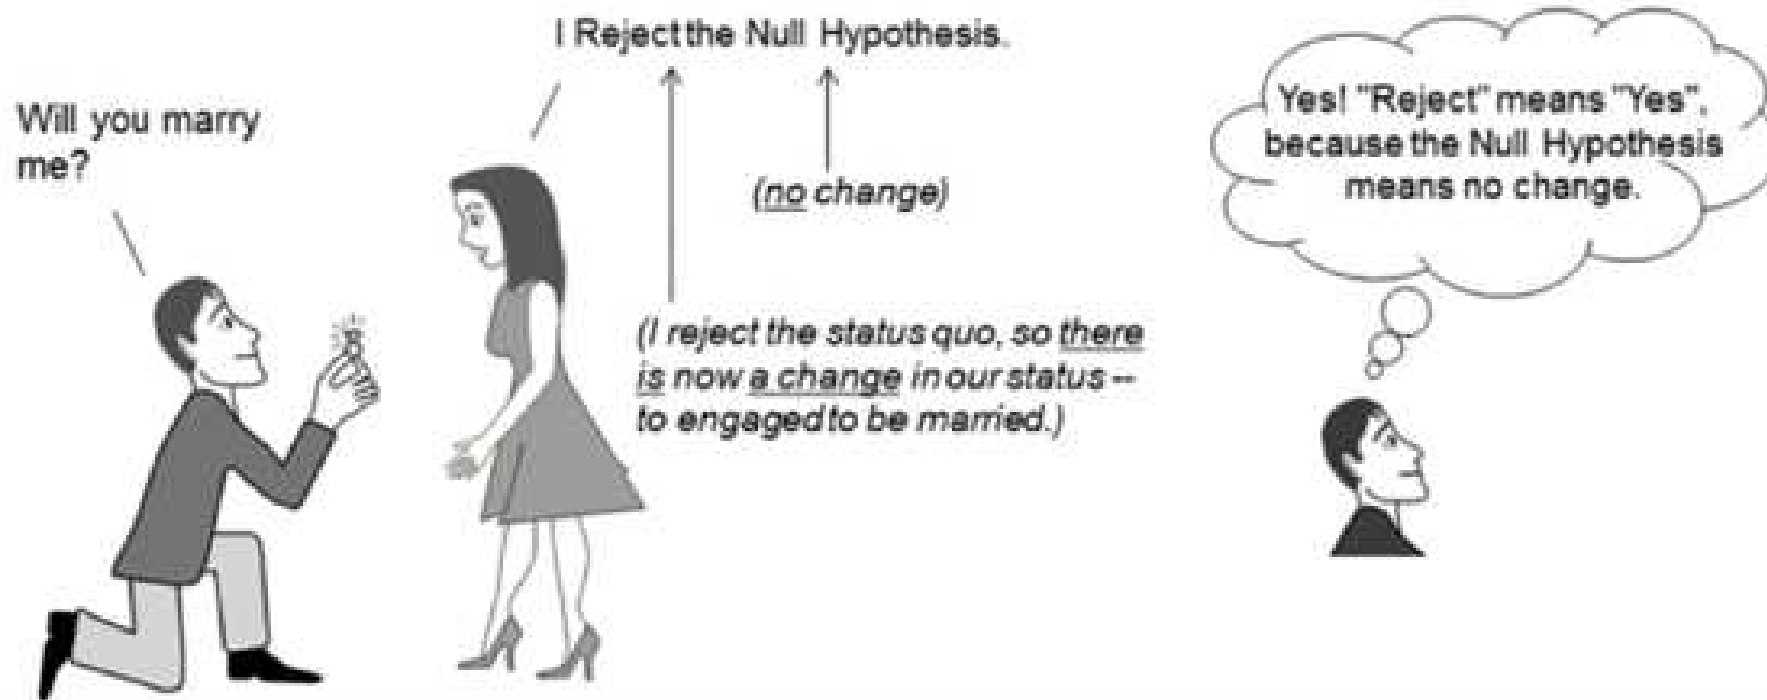 Will you marry
me?
I Reject the Null Hypothesis.
(no change)
(I reject the status quo, so there
is now a change in our status --
to engaged to be married.)
Yes! "Reject" means "Yes",
because the Null Hypothesis
means no change.